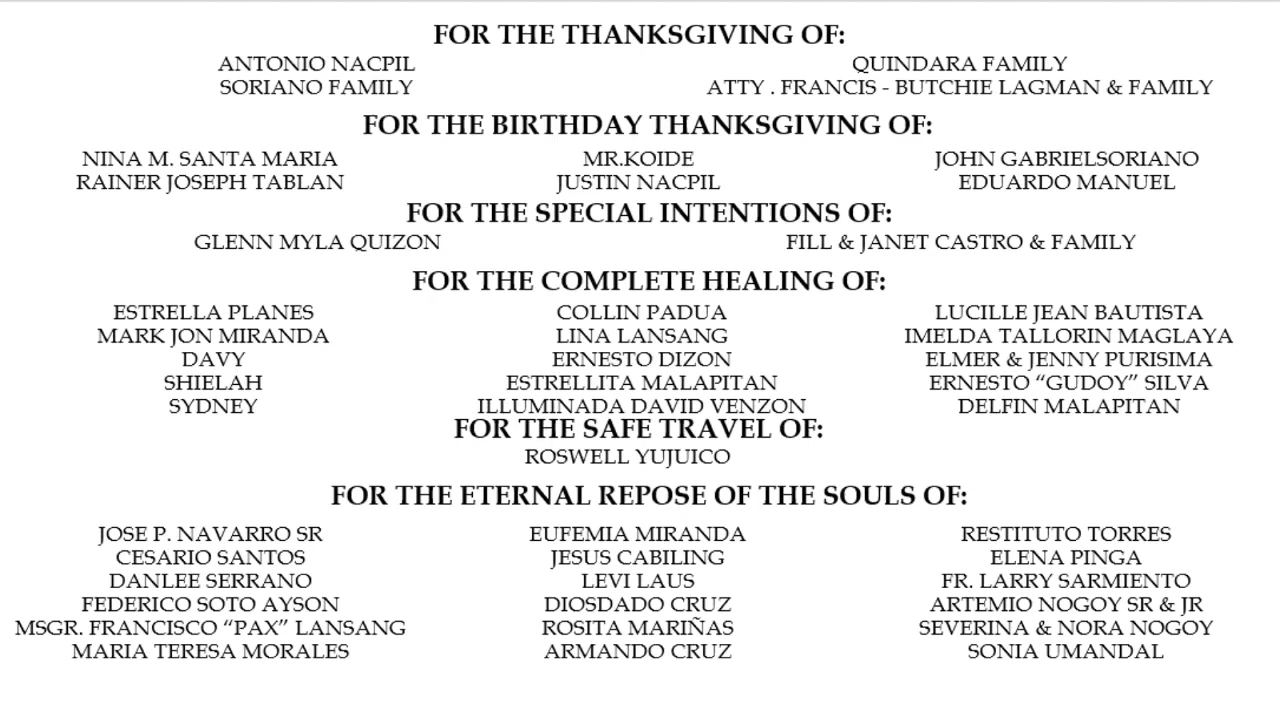 FOR THE THANKSGIVING OF:
ANTONIO NACPIL QUINDARA FAMILY
SORIANO FAMILY ATTY . FRANCIS - BUTCHIE LAGMAN & FAMILY
FOR THE BIRTHDAY THANKSGIVING OF:
NINA M. SANTA MARIA MR.KOIDE JOHN GABRIELSORIANO
RAINER JOSEPH TABLAN JUSTIN NACPIL EDUARDO MANUEL
FOR THE SPECIAL INTENTIONS OF:
GLENN MYLA QUIZON FILL & JANET CASTRO & FAMILY
FOR THE COMPLETE HEALING OF:
ESTRELLA PLANES COLLIN PADUA LUCILLE JEAN BAUTISTA
MARK JON MIRANDA LINA LANSANG IMELDA TALLORIN MAGLAYA
DAVY ERNESTO DIZON ELMER & JENNY PURISIMA
SHIELAH ESTRELLITA MALAPITAN ERNESTO “GUDOY” SILVA
SYDNEY ILLUMINADA DAVID VENZON DELFIN MALAPITAN
FOR THE SAFE TRAVEL OF:
ROSWELL YUJUICO
FOR THE ETERNAL REPOSE OF THE SOULS OF:
JOSE P. NAVARRO SR EUFEMIA MIRANDA RESTITUTO TORRES
CESARIO SANTOS JESUS CABILING ELENA PINGA
DANLEE SERRANO LEVI LAUS FR. LARRY SARMIENTO
FEDERICO SOTO AYSON DIOSDADO CRUZ ARTEMIO NOGOY SR & JR
MSGR. FRANCISCO “PAX” LANSANG ROSITA MARIÑAS SEVERINA & NORA NOGOY
MARIA TERESA MORALES ARMANDO CRUZ SONIA UMANDAL